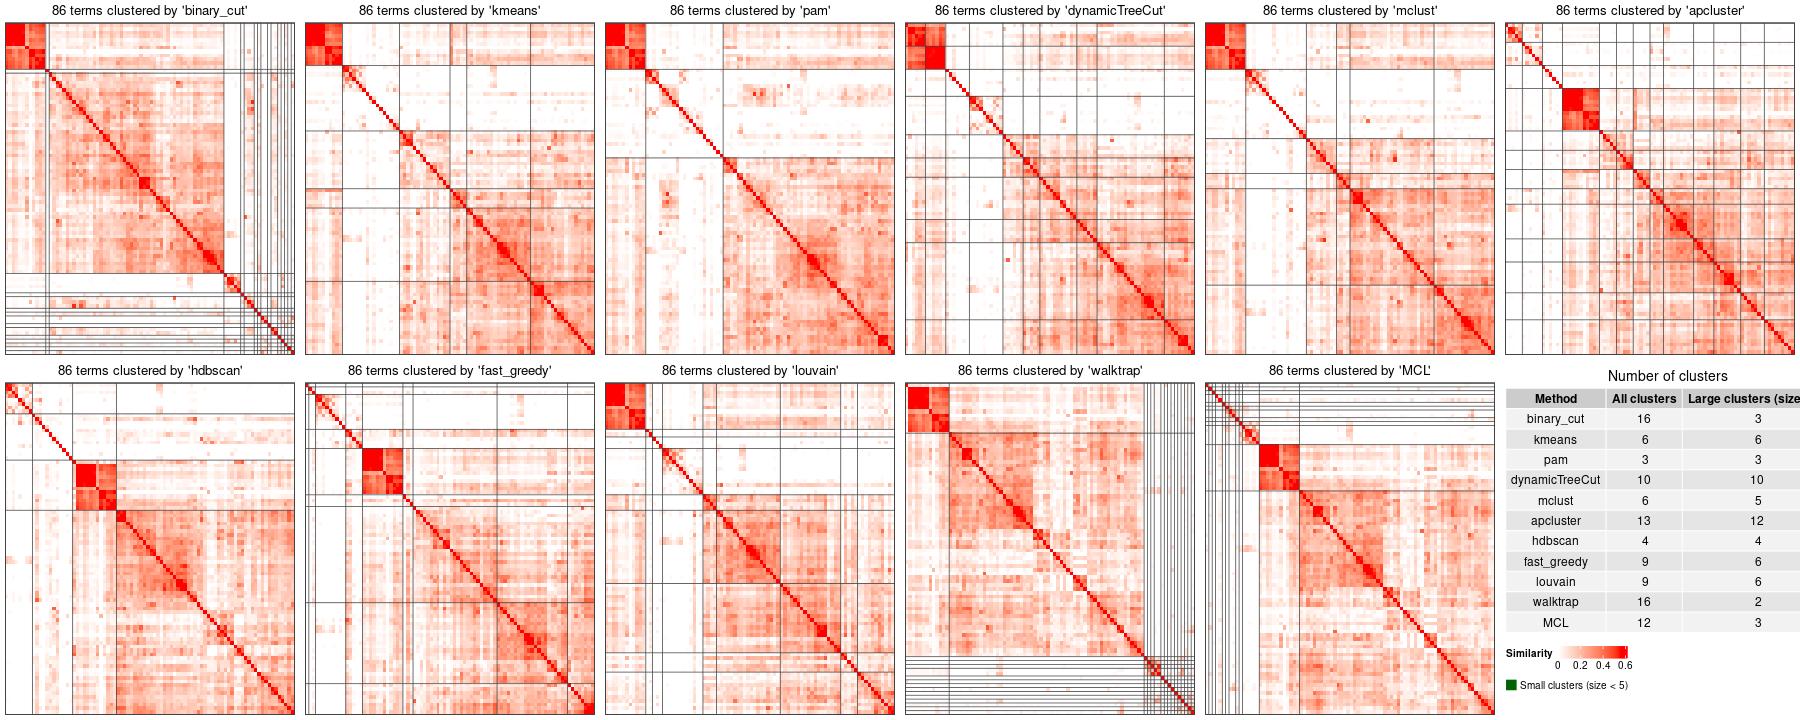 86 terms clustered by 'binary_cut'
86 terms clustered by 'kmeans'
86 terms clustered by 'pam'
86 terms clustered by 'dynamicTreeCut'
86 terms clustered by 'mclust'
86 terms clustered by 'apcluster'
86 terms clustered by 'hdbscan'
86 terms clustered by 'fast_greedy'
86 terms clustered by 'louvain'
86 terms clustered by 'walktrap'
86 terms clustered by 'MCL'
Number of clusters
Method All clusters Large clusters (size
binary_cut 16 3
kmeans 6 6
pam 3 3
dynamicTreeCut 10 10
mclust 6 5
apcluster 13 12
hdbscan 4 4
fast_greedy 9 6
louvain 9 6
walktrap 16 2
MCL 12 3
Similarity
0 0.2 0.4 0.6
Small clusters (size < 5)